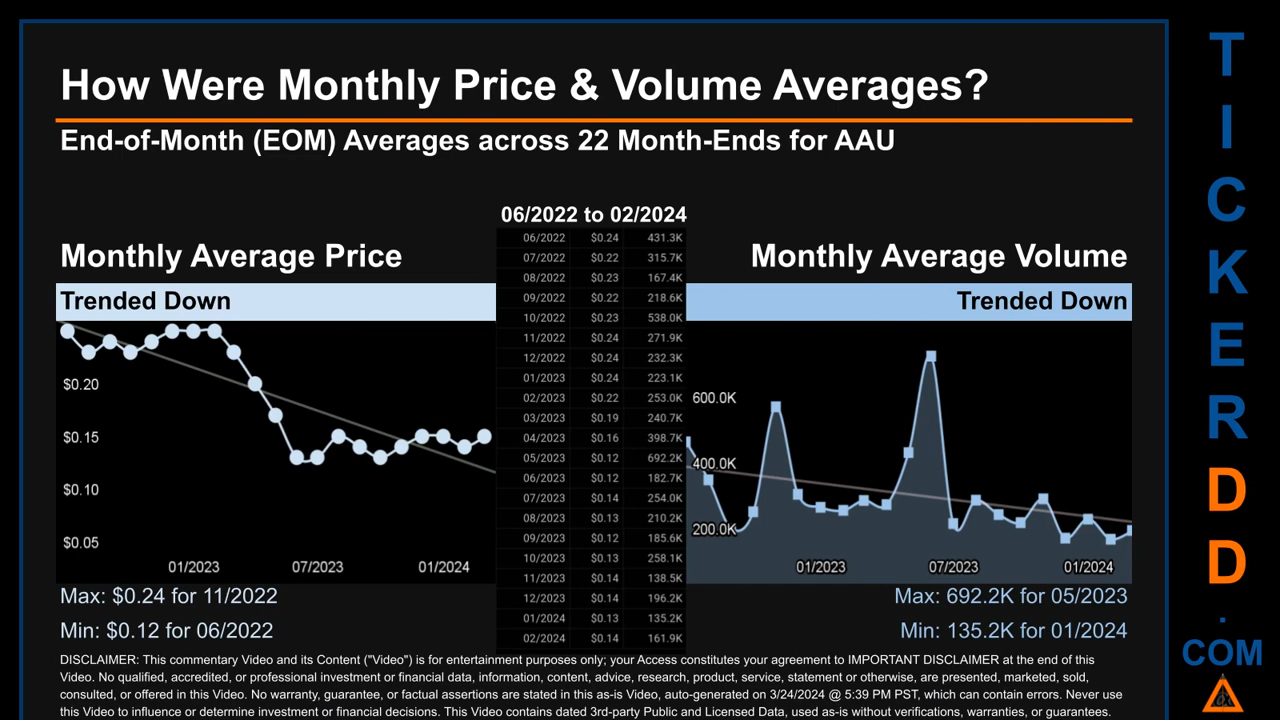 How Were Monthly Price & Volume Averages?
End-of-Month (EOM) Averages across 22 Month-Ends for AAU
06/2022 to 02/2024
Monthly Average Price
Trended Down
$0.20
$0.15
$0.10
$0.05
01/2023 07/2023 01/2024
Max: $0.24 for 11/2022
Min: $0.12 for 06/2022
06/2022 $0.24 431.3K
07/2022 $0.22 315.7K
08/2022 $0.23 167.4K
09/2022 $0.22 218.6K
10/2022 $0.23 538.0K
11/2022 $0.24 271.9K
12/2022 $0.24 232.3K
01/2023 $0.24 223.1K
02/2023 $0.22 253.0K
03/2023 $0.19 240.7K
04/2023 $0.16 398.7K
05/2023 $0.12 692.2K
06/2023 $0.12 182.7K
07/2023 $0.14 254.0K
08/2023 $0.13 210.2K
09/2023 $0.12 185.6K
10/2023 $0.13 258.1K
11/2023 $0.14 138.5K
12/2023 $0.14 196.2K
01/2024 $0.13 135.2K
02/2024 $0.14 161.9K
Monthly Average Volume
Trended Down
600.0K
400.0K
200.0K
01/2023 07/2023 01/2024
Max: 692.2K for 05/2023
Min: 135.2K for 01/2024
DISCLAIMER: This commentary Video and its Content ("Video") is for entertainment purposes only; your Access constitutes your agreement to IMPORTANT DISCLAIMER at the end of this
Video. No qualified, accredited, or professional investment or financial data, information, content, advice, research, product, service, statement or otherwise, are presented, marketed, sold,
consulted, or offered in this Video. No warranty, guarantee, or factual assertions are stated in this as-is Video, auto-generated on 3/24/2024 @ 5:39 PM PST, which can contain errors. Never use
this Video to influence or determine investment or financial decisions. This Video contains dated 3rd-party Public and Licensed Data, used as-is without verifications, warranties, or guarantees.
T
I
C
K
E
R
D
D
.
COM